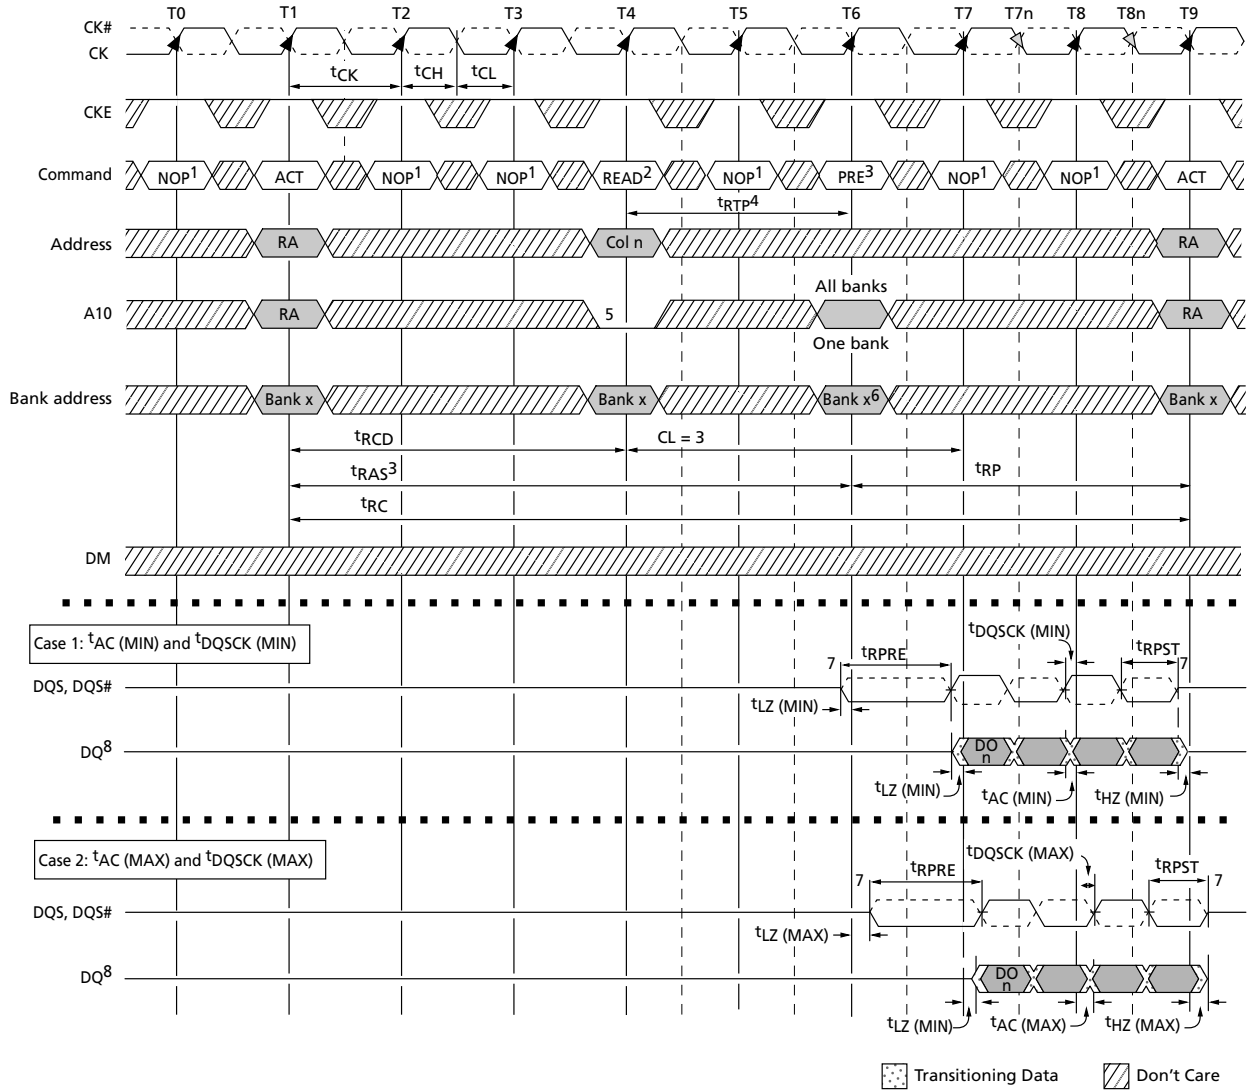 T0 T1 T2 T3 T4 T5 T6 T7 T7n T8 T8n T9
CK#
CK
tCK tCH tCL
CKE
Command NOP1 ACT NOP1 NOP1 READ2 NOP1 PRE3 NOP1 NOP1 ACT
tRTP4
Address RA Col n RA
All banks
A10 RA 5 RA
One bank
Bank address Bank x Bank x Bank x6 Bank x
tRCD CL = 3
tRAS3 tRP
tRC
DM
Case 1: tAC (MIN) and tDQSCK (MIN)
tDQSCK (MIN)
7 tRPRE tRPST 7
DQS, DQS#
tLZ (MIN)
DQ8 DO
n
tLZ (MIN) tAC (MIN) tHZ (MIN)
Case 2: tAC (MAX) and tDQSCK (MAX)
tDQSCK (MAX)
7 tRPRE tRPST 7
DQS, DQS#
tLZ (MAX)
DQ8 DO
n
tLZ (MIN) tAC (MAX) tHZ (MAX)
Transitioning Data Don't Care